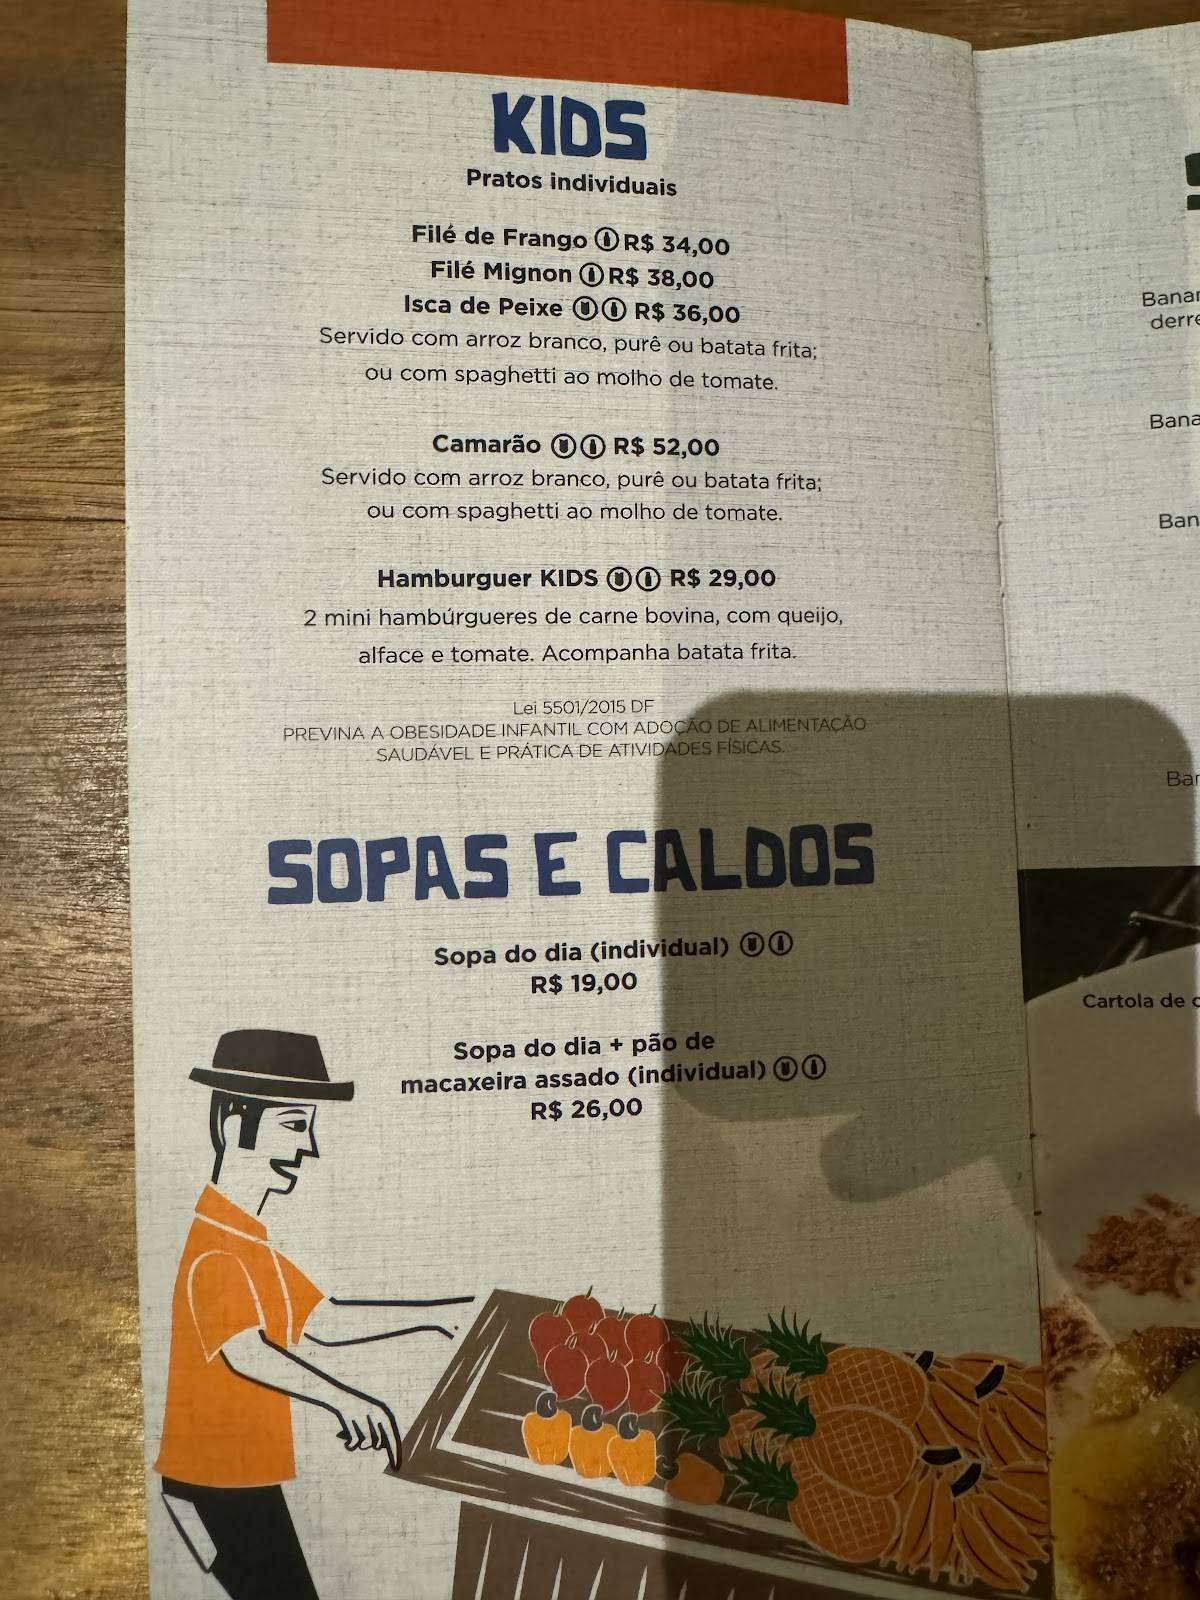 KIDS
Pratos individuais
Filé de Frango R$ 34,00
Filé Mignon R$ 38,00
Isca de Peixe R$ 36,00
Servido com arroz branco, purê ou batata frita;
ou com spaghetti ao molho de tomate.
Camarão R$ 52,00
Servido com arroz branco, purê ou batata frita;
ou com spaghetti ao molho de tomate.
Hamburguer KIDS R$ 29,00
2 mini hambúrgueres de carne bovina, com queijo,
alface e tomate. Acompanha batata frita.
Lei 5501/2015 DF
PREVINA A OBESIDADE INFANTIL COM ADOÇÃO DE ALIMENTAÇÃO
SAUDÁVEL E PRÁTICA DE ATIVIDADES FÍSICAS.
SOPAS E CALDOS
Sopa do dia (individual)
R$ 19,00
Sopa do dia + pão de
macaxeira assado (individual)
R$ 26,00
Cartola de